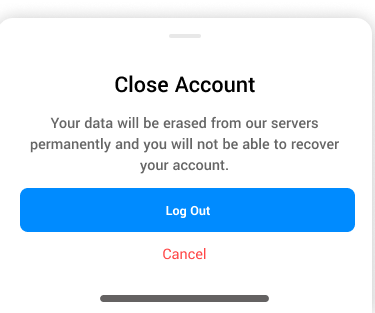 Close Account
Your data will be erased from our servers
permanently and you will not be able to recover
your account.
Log Out
Cancel